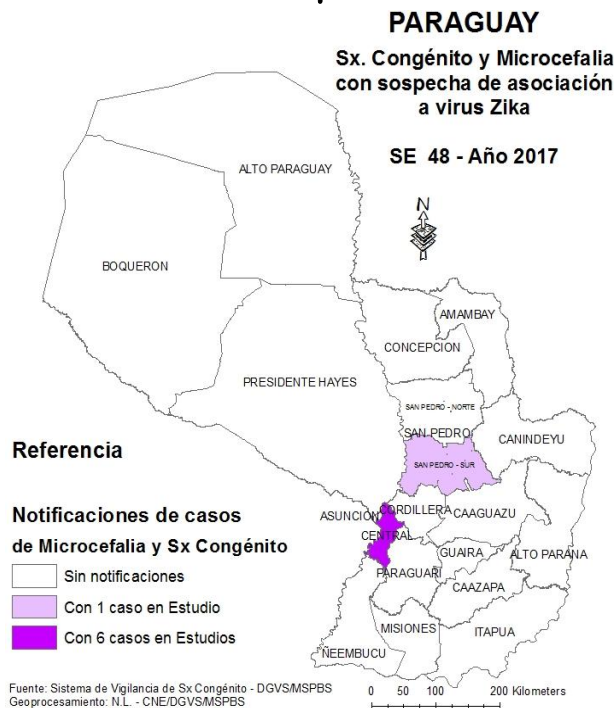 PARAGUAY
Sx. Congénito y Microcefalia
con sospecha de asociación
a virus Zika
SE 48 - Año 2017
N
ALTO PARAGUAY
BOQUERON
AMAMBAY
CONCEPCION
PRESIDENTE HAYES
SAN PEDRO - NORTE
SAN PEDRO
CANINDEYU
SAN PEDRO - SUR
ASUNCION
CORDILLERA
CAAGUAZU
CENTRAL
GUAIRA
ALTO PARANA
PARAGUARI
CAAZAPA
MISIONES
ITAPUA
ÑEEMBUCU
Referencia
Notificaciones de casos
de Microcefalia y Sx Congénito
Sin notificaciones
Con 1 caso en Estudio
Con 6 casos en Estudios
Fuente: Sistema de Vigilancia de Sx Congénito - DGVS/MSPBS
Geoprocesamiento: N.L. - CNE/DGVS/MSPBS
0 50 100 200 Kilometers